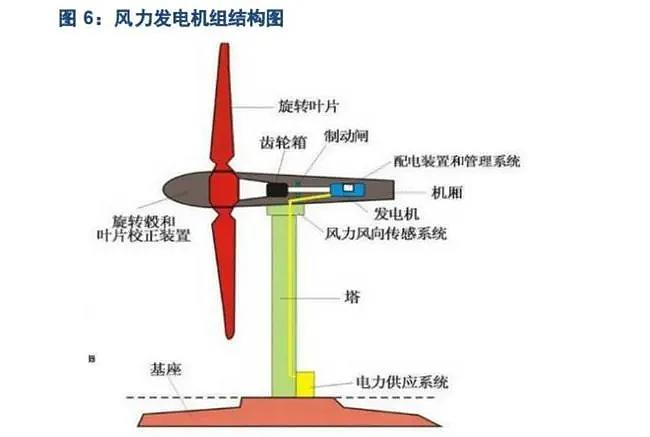 图 6：风力发电机组结构图
旋转叶片
齿轮箱
制动闸
配电装置和管理系统
机厢
发电机
旋转毂和
叶片校正装置
风力风向传感系统
塔
基座
电力供应系统